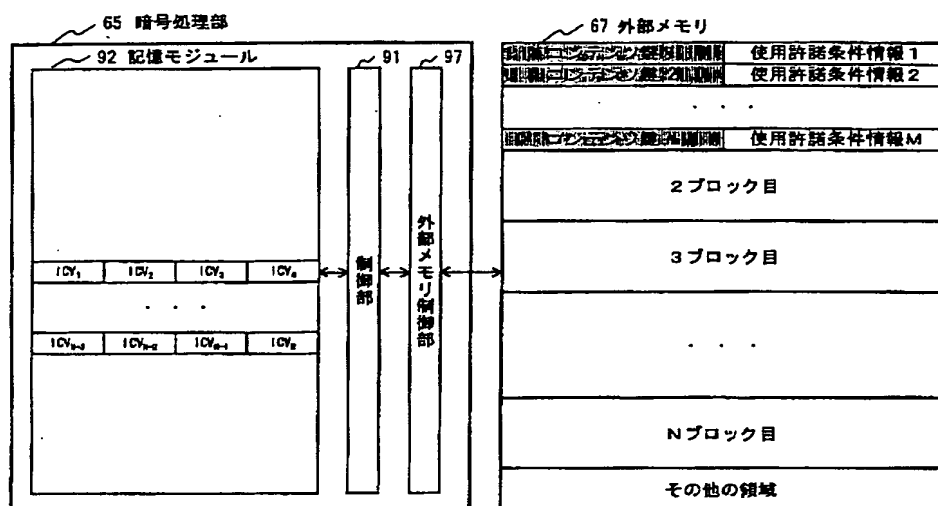 65 暗号処理部
92 記憶モジュール
91
97
ICV₁ ICV₂ ICV₃ ICV₄
・・・
制御部
外部メモリ制御部
67 外部メモリ
使用許諾条件情報1
使用許諾条件情報2
・・・
使用許諾条件情報M
2ブロック目
3ブロック目
・・・
Nブロック目
その他の領域